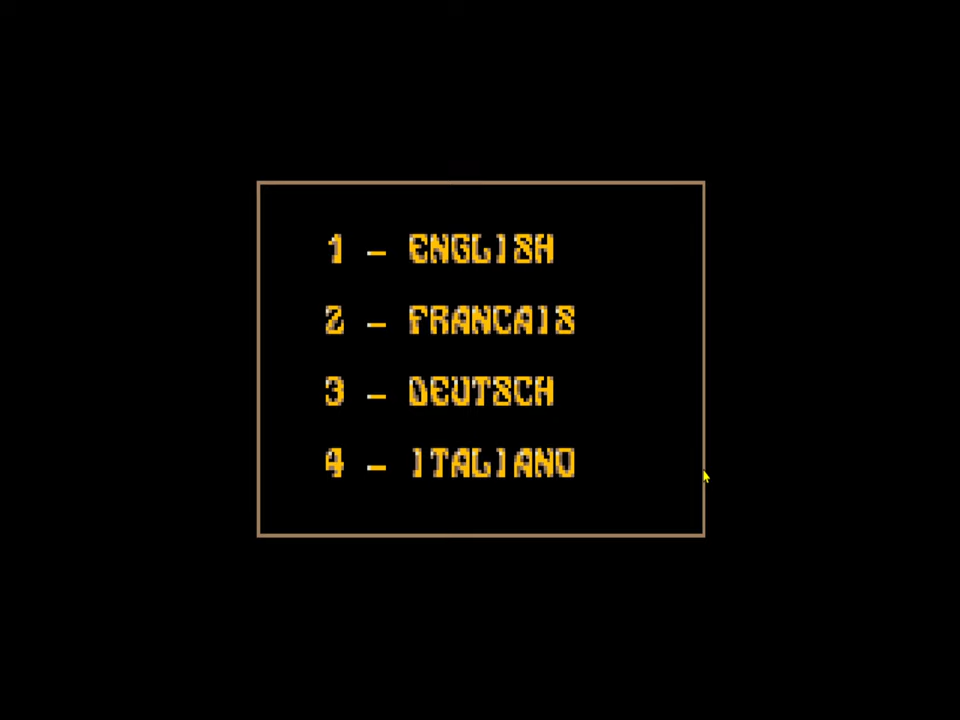 1 - ENGLISH
2 - FRANCAIS
3 - DEUTSCH
4 - ITALIANO